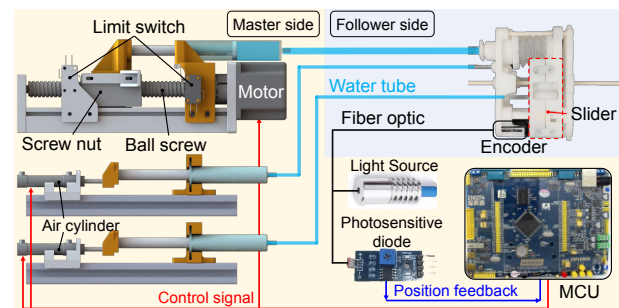 Limit switch
Master side
Follower side
Motor
Water tube
Slider
Screw nut
Ball screw
Fiber optic
Encoder
Light Source
Air cylinder
Photosensitive
diode
Control signal
Position feedback
MCU